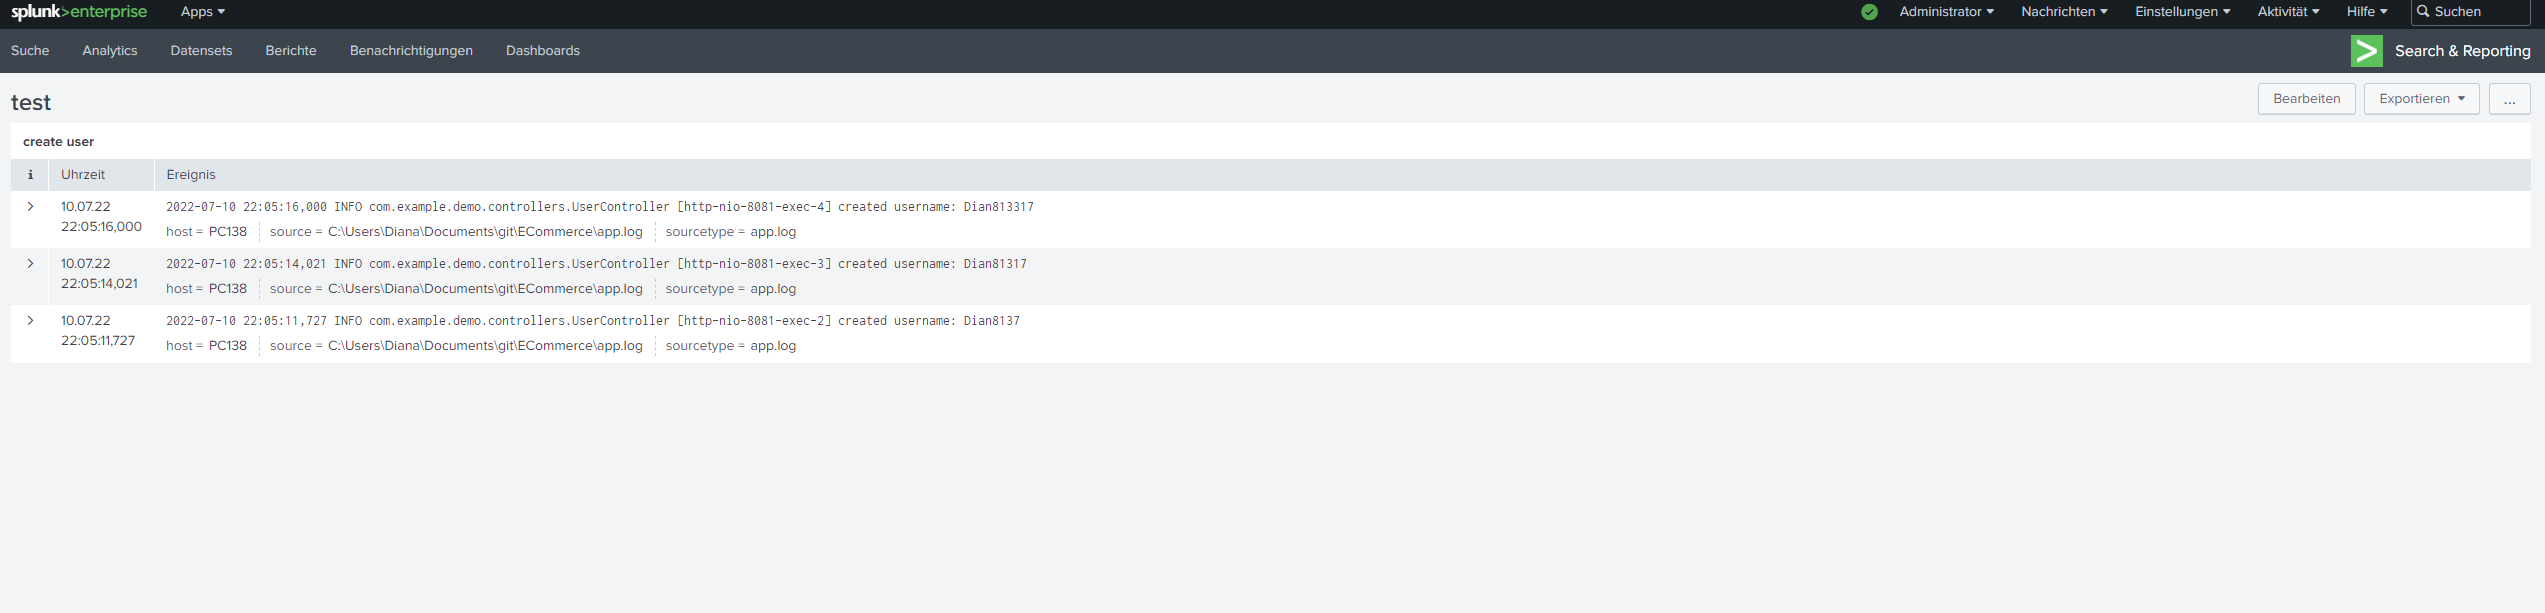 splunk>enterprise Apps Administrator Nachrichten Einstellungen Aktivität Hilfe Suchen
Suche Analytics Datensets Berichte Benachrichtigungen Dashboards Search & Reporting
test Bearbeiten Exportieren ...
create user
i Uhrzeit Ereignis
10.07.22 2022-07-10 22:05:16,000 INFO com.example.demo.controllers.UserController [http-nio-8081-exec-4] created username: Dian813317
22:05:16,000 host = PC138 source = C:\Users\Diana\Documents\git\ECommerce\app.log sourcetype = app.log
10.07.22 2022-07-10 22:05:14,021 INFO com.example.demo.controllers.UserController [http-nio-8081-exec-3] created username: Dian81317
22:05:14,021 host = PC138 source = C:\Users\Diana\Documents\git\ECommerce\app.log sourcetype = app.log
10.07.22 2022-07-10 22:05:11,727 INFO com.example.demo.controllers.UserController [http-nio-8081-exec-2] created username: Dian8137
22:05:11,727 host = PC138 source = C:\Users\Diana\Documents\git\ECommerce\app.log sourcetype = app.log